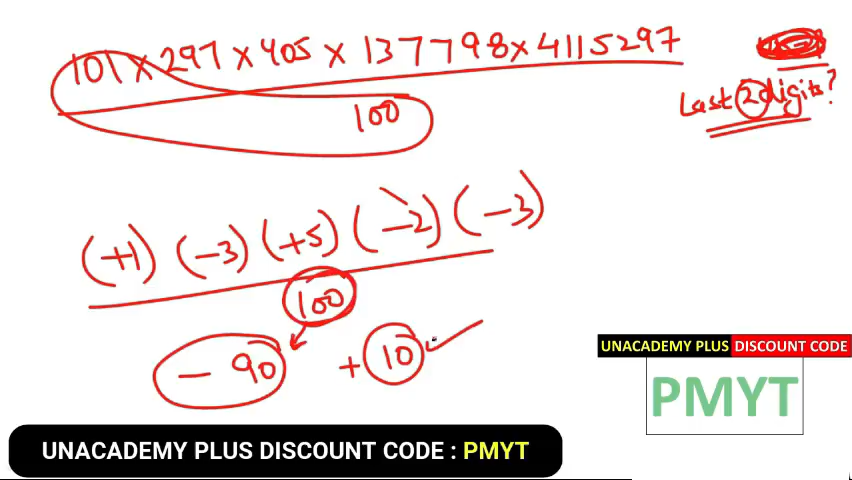 101 × 297 × 405 × 137798 × 4115297
Last 2 digits?
100
(+1) (-3) (+5) (-2) (-3)
100
- 90 + 10
UNACADEMY PLUS DISCOUNT CODE
PMYT
UNACADEMY PLUS DISCOUNT CODE : PMYT